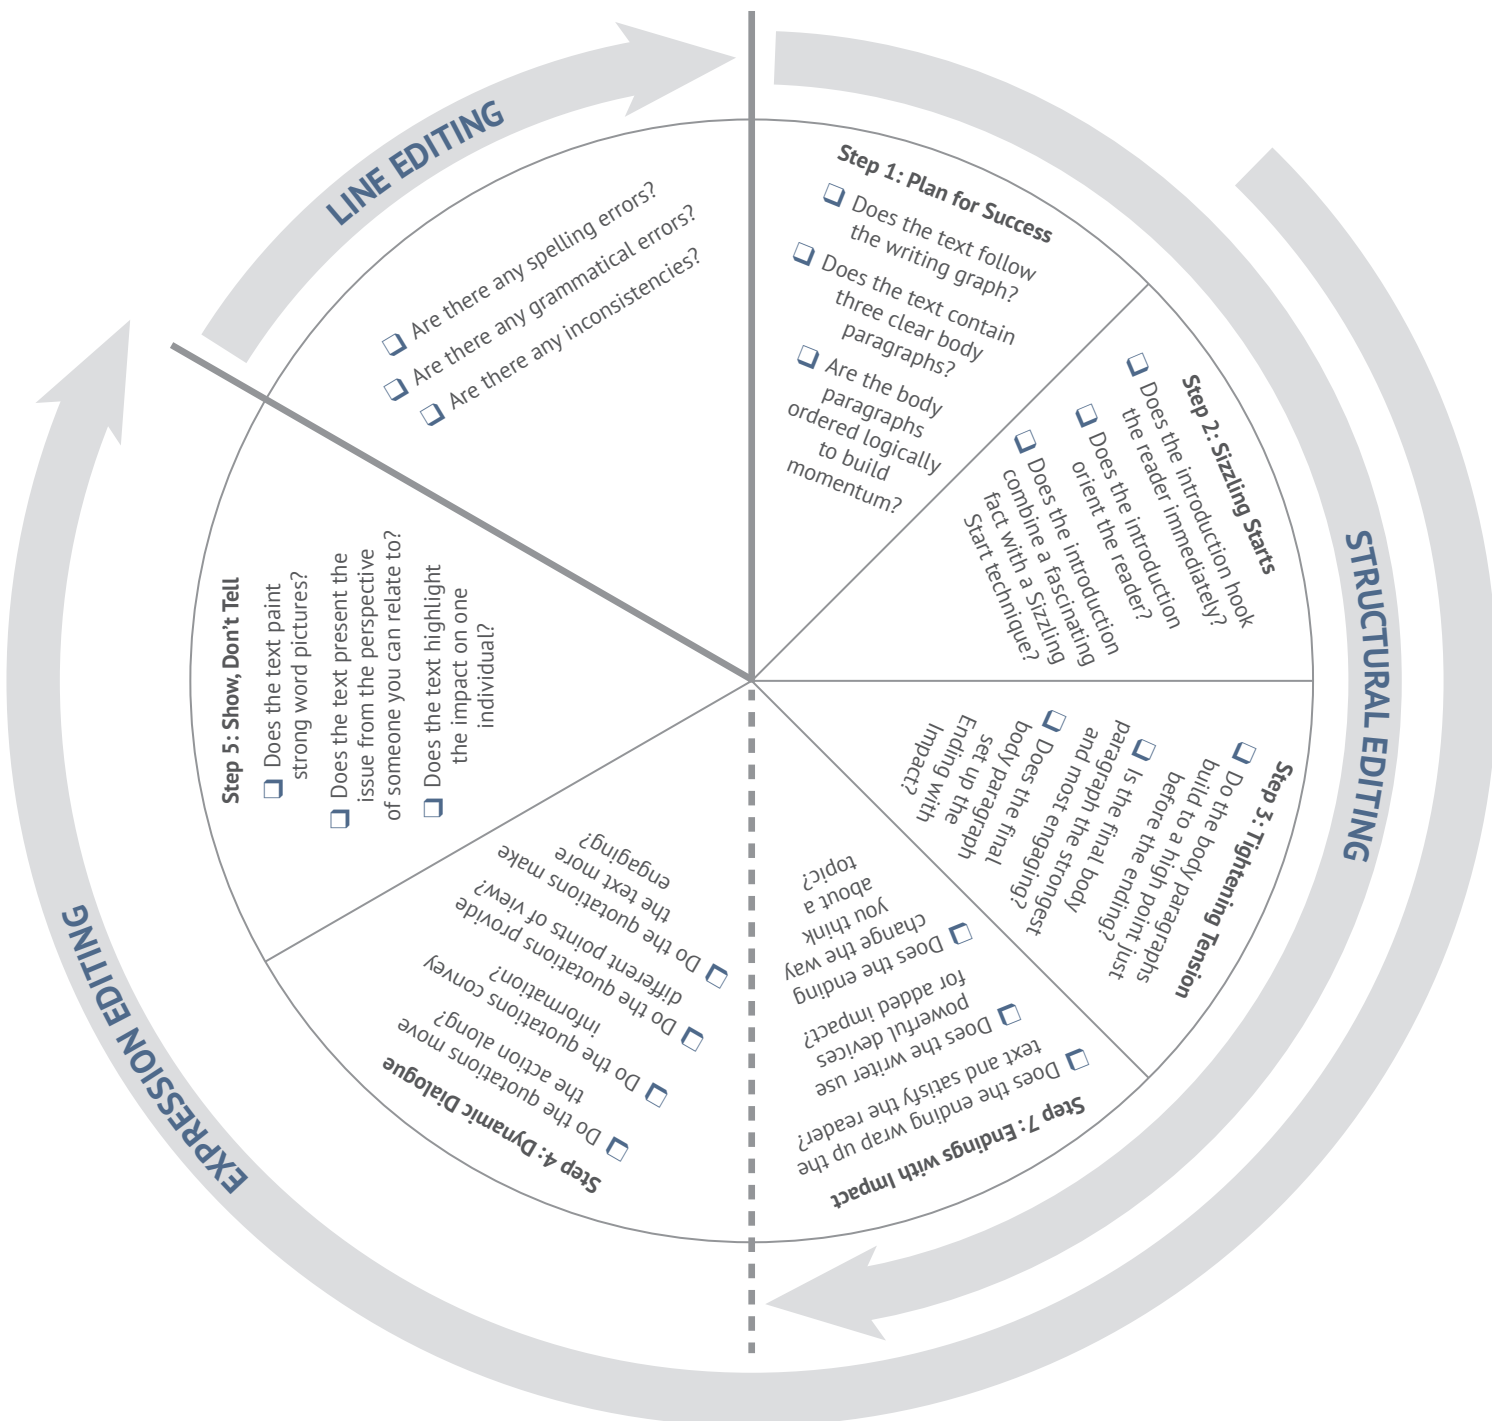 STRUCTURAL EDITING
Step 1: Plan for Success
❏ Does the text follow
the writing graph?
❏ Does the text contain
three clear body
paragraphs?
❏ Are the body
paragraphs
ordered logically
to build
momentum?
Step 2: Sizzling Starts
❏ Does the introduction hook
the reader immediately?
❏ Does the introduction
orient the reader?
❏ Does the introduction
combine a fascinating
fact with a Sizzling
Start technique?
Step 3: Tightening Tension
❏ Do the body paragraphs
build to a high point just
before the ending?
❏ Is the final body
paragraph the strongest
and most engaging?
❏ Does the final
body paragraph
set up the
Ending with
Impact?
Step 7: Endings with Impact
❏ Does the ending wrap up the
text and satisfy the reader?
❏ Does the writer use
powerful devices
for added impact?
❏ Does the ending
change the way
you think
about a
topic?
EXPRESSION EDITING
Step 4: Dynamic Dialogue
❏ Do the quotations move
the action along?
❏ Do the quotations convey
information?
❏ Do the quotations provide
different points of view?
❏ Do the quotations make
the text more
engaging?
Step 5: Show, Don't Tell
❏ Does the text paint
strong word pictures?
❏ Does the text present the
issue from the perspective
of someone you can relate to?
❏ Does the text highlight
the impact on one
individual?
LINE EDITING
❏ Are there any spelling errors?
❏ Are there any grammatical errors?
❏ Are there any inconsistencies?